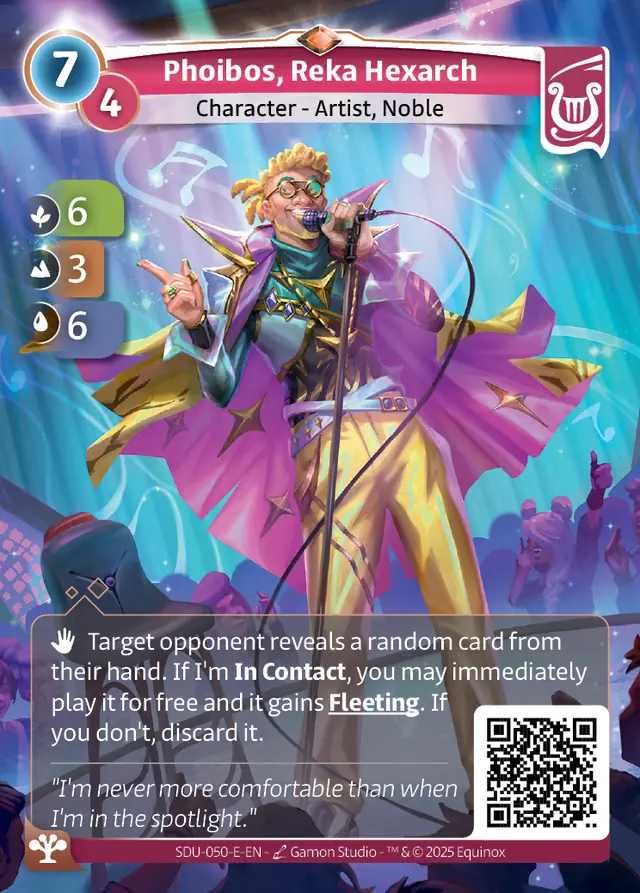 7
4
Phoibos, Reka Hexarch
Character - Artist, Noble
6
3
6
Target opponent reveals a random card from
their hand. If I'm In Contact, you may immediately
play it for free and it gains Fleeting. If
you don't, discard it.
"I'm never more comfortable than when
I'm in the spotlight."
SDU-050-E-EN - Gamon Studio - ™ & © 2025 Equinox